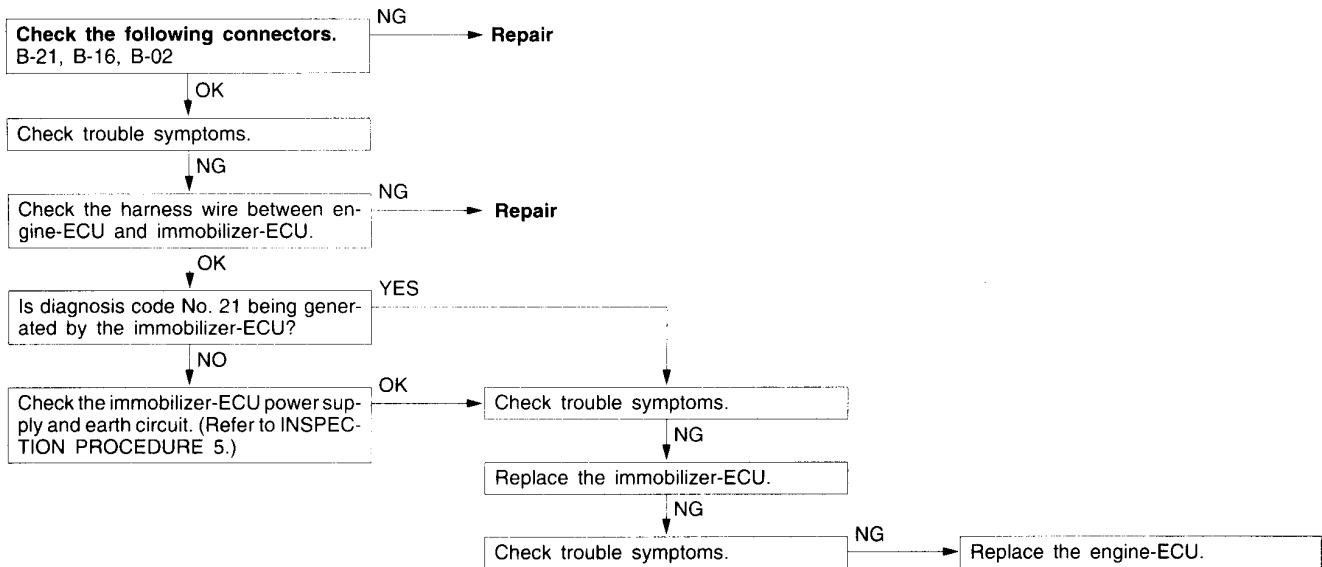 Check the following connectors.
B-21, B-16, B-02
NG
Repair
OK
Check trouble symptoms.
NG
Check the harness wire between en-
gine-ECU and immobilizer-ECU.
NG
Repair
OK
Is diagnosis code No. 21 being gener-
ated by the immobilizer-ECU?
YES
NO
Check the immobilizer-ECU power sup-
ply and earth circuit. (Refer to INSPEC-
TION PROCEDURE 5.)
OK
Check trouble symptoms.
NG
Replace the immobilizer-ECU.
NG
Check trouble symptoms.
NG
Replace the engine-ECU.